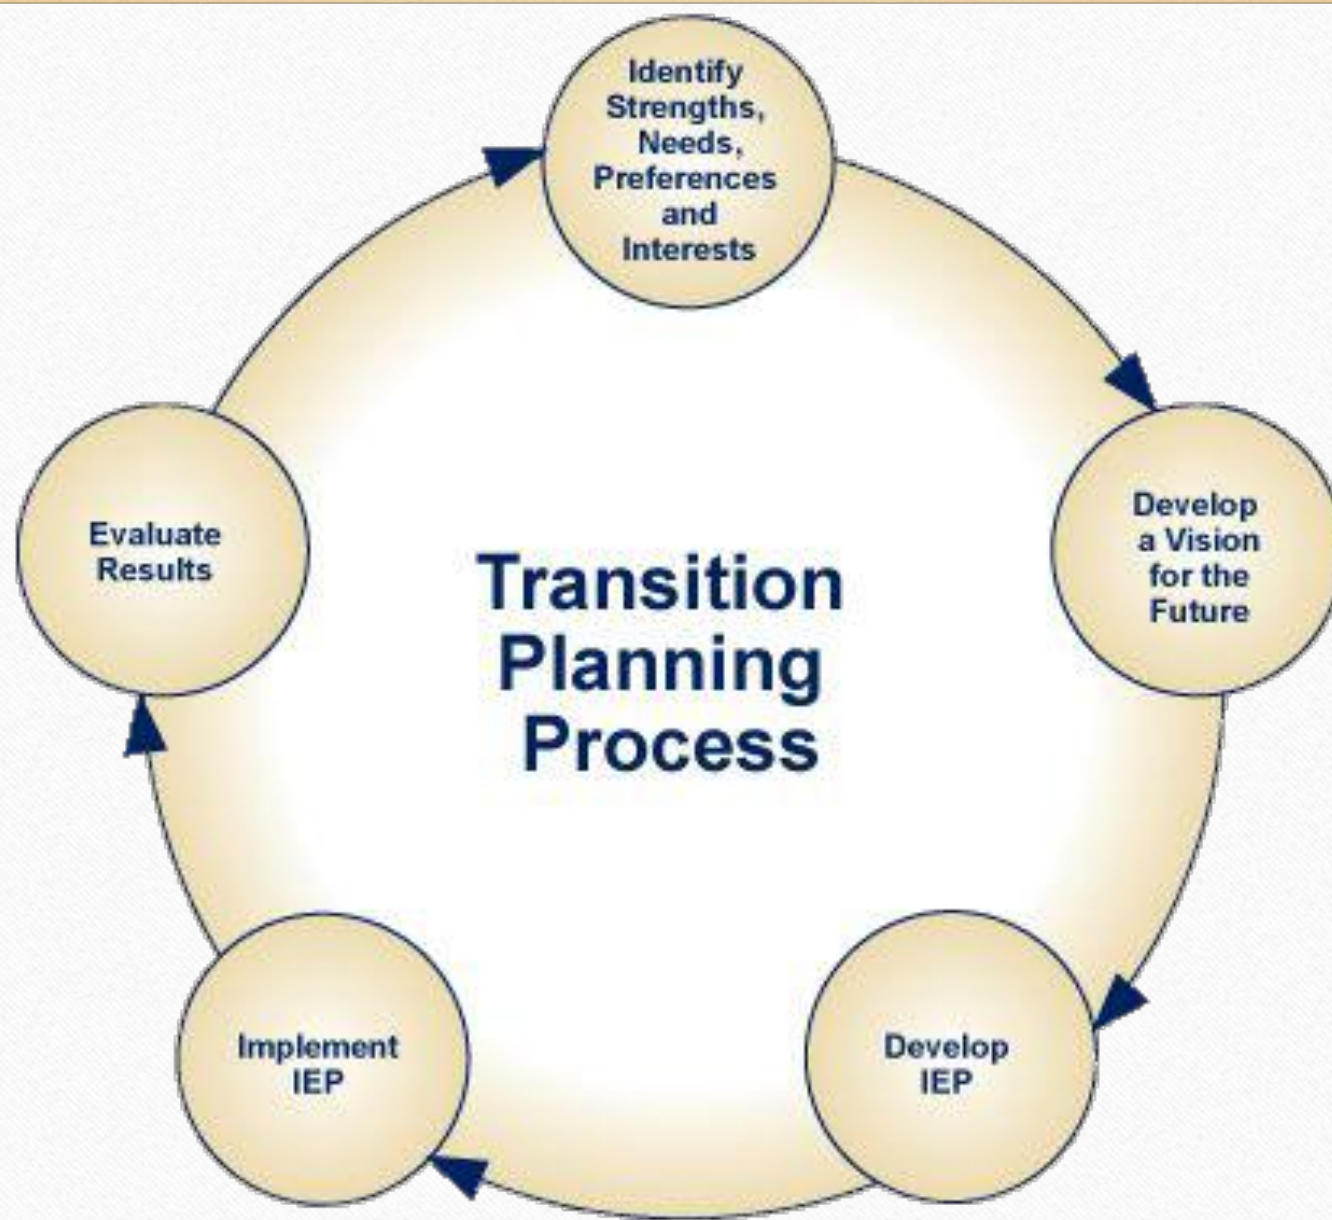 Identify
Strengths,
Needs,
Preferences
and
Interests
Develop
a Vision
for the
Future
Evaluate
Results
Transition
Planning
Process
Implement
IEP
Develop
IEP